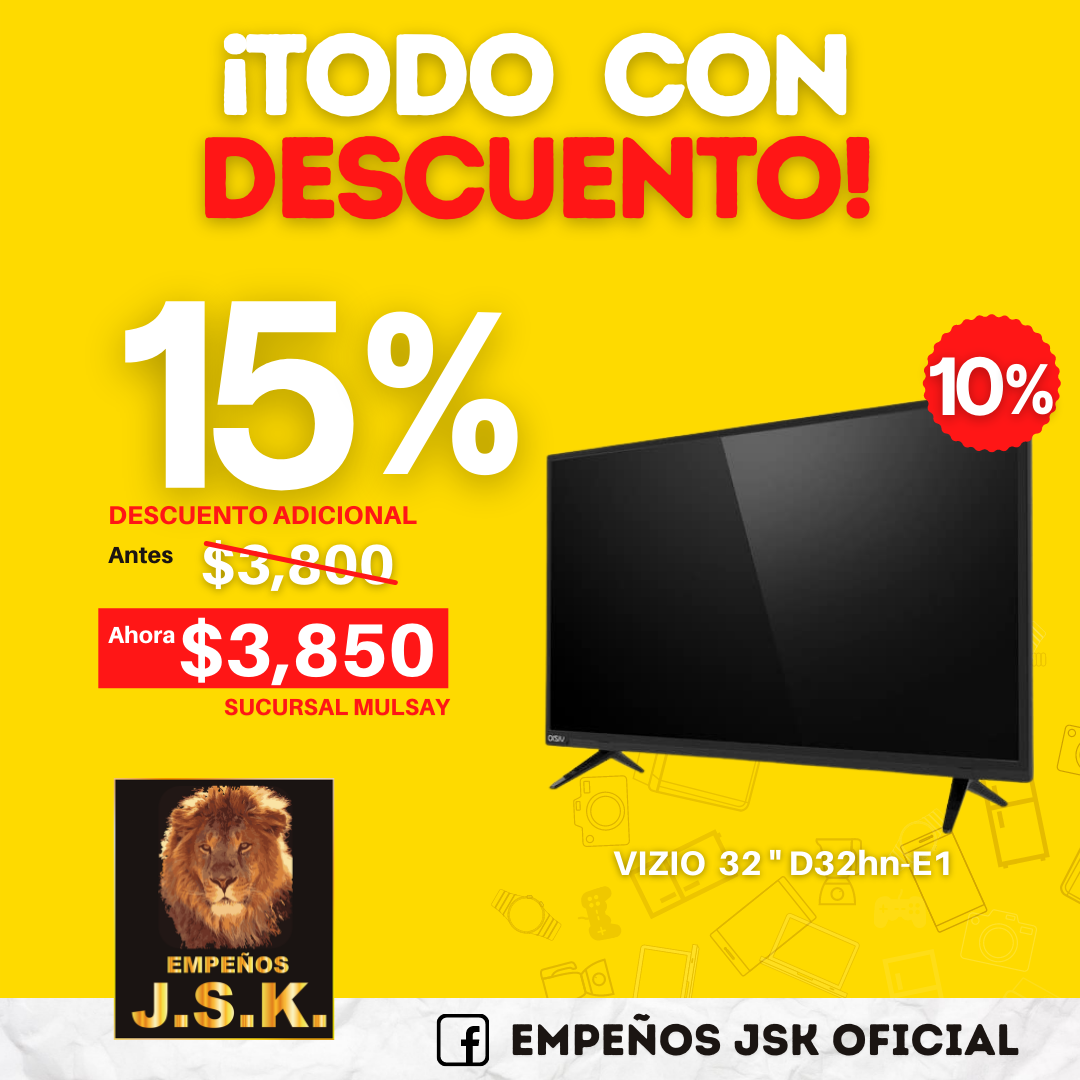 ¡TODO CON
DESCUENTO!
15%
10%
DESCUENTO ADICIONAL
Antes $3,800
Ahora $3,850
SUCURSAL MULSAY
VIZIO
VIZIO 32 " D32hn-E1
EMPEÑOS
J.S.K.
EMPEÑOS JSK OFICIAL